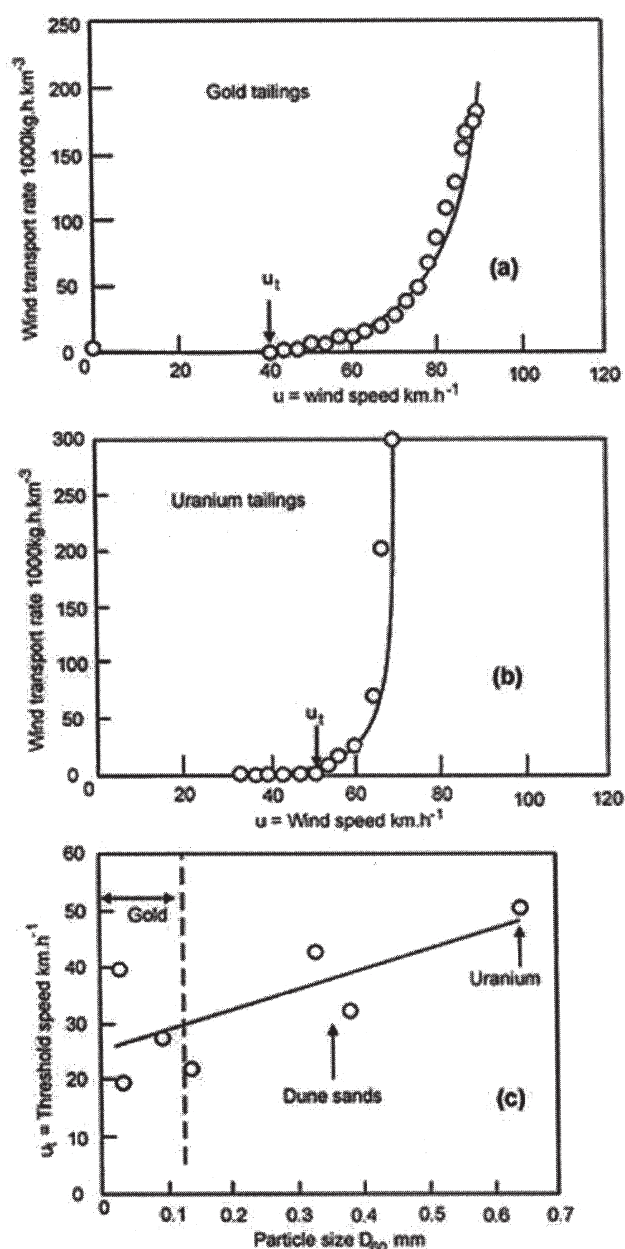 250
200
150
100
50
0
Wind transport rate 1000kg.h.km-3
Gold tailings
ut
(a)
0 20 40 60 80 100 120
u = wind speed km.h-1
300
250
200
150
100
50
0
Wind transport rate 1000kg.h.km-3
Uranium tailings
ut
(b)
0 20 40 60 80 100 120
u = Wind speed km.h-1
60
50
40
30
20
10
0
ut = Threshold speed km.h-1
Gold
Uranium
Dune sands
(c)
0 0.1 0.2 0.3 0.4 0.5 0.6 0.7
Particle size mm